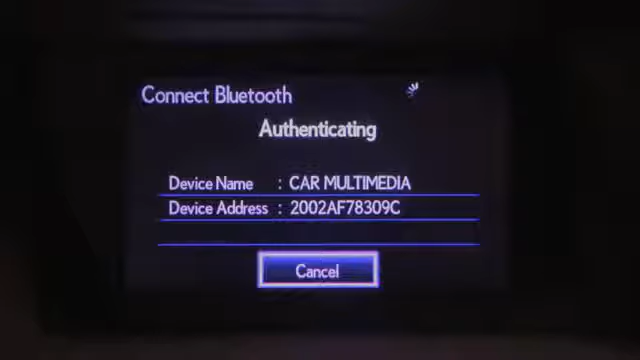 Connect Bluetooth
Authenticating
Device Name : CAR MULTIMEDIA
Device Address : 2002AF78309C
Cancel